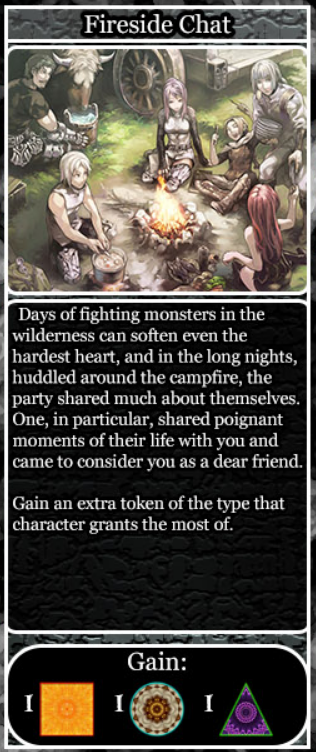 Fireside Chat
Days of fighting monsters in the
wilderness can soften even the
hardest heart, and in the long nights,
huddled around the campfire, the
party shared much about themselves.
One, in particular, shared poignant
moments of their life with you and
came to consider you as a dear friend.
Gain an extra token of the type that
character grants the most of.
Gain:
1 1 1